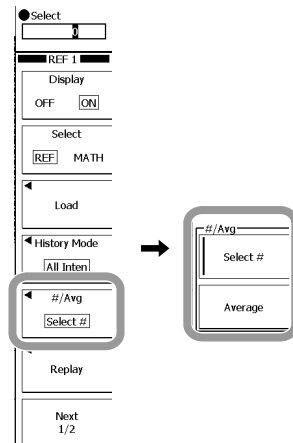 Select
0
REF 1
Display
OFF ON
Select
REF MATH
Load
History Mode
All Inten
#/Avg
Select #
Replay
Next
1/2
#/Avg
Select #
Average